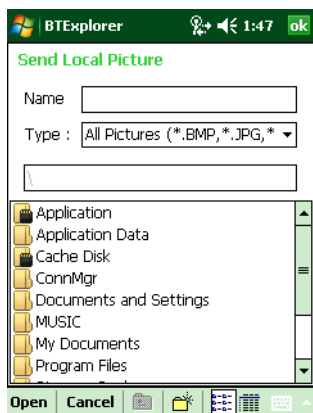 BTExplorer 1:47 ok
Send Local Picture
Name
Type : All Pictures (*.BMP,*.JPG,*
\
Application
Application Data
Cache Disk
ConnMgr
Documents and Settings
MUSIC
My Documents
Program Files
Open Cancel